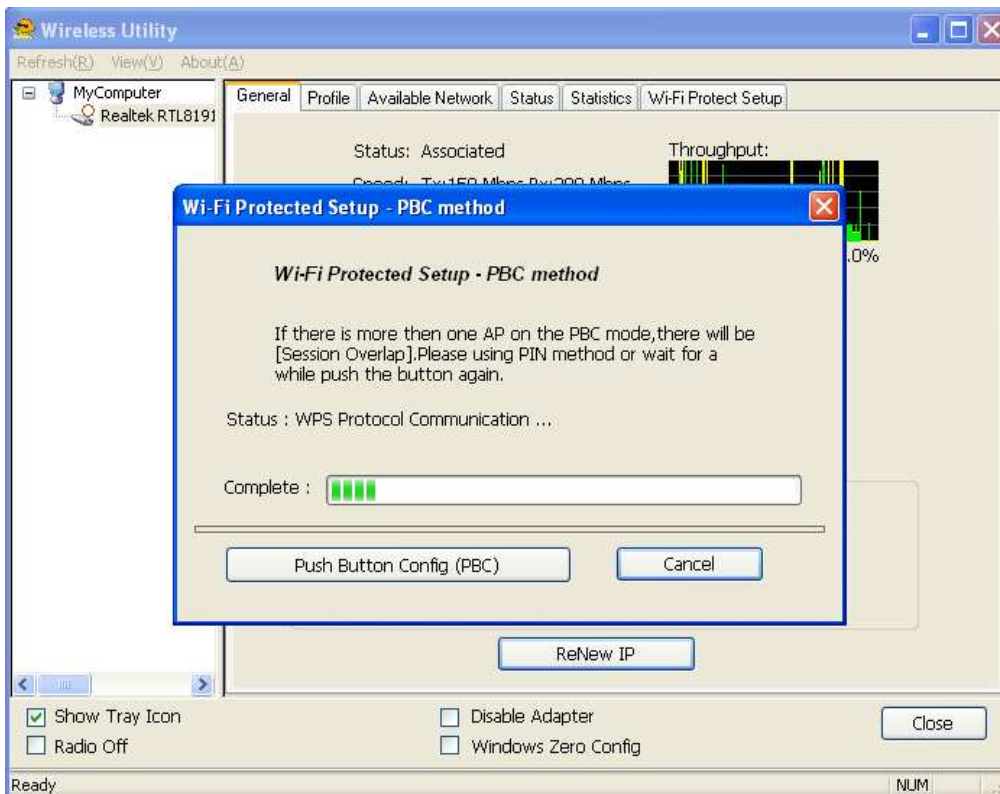 Wireless Utility
Refresh(R) View(V) About(A)
MyComputer
Realtek RTL8191
General Profile Available Network Status Statistics Wi-Fi Protect Setup
Status: Associated
Throughput:
Wi-Fi Protected Setup - PBC method
.0%
Wi-Fi Protected Setup - PBC method
If there is more then one AP on the PBC mode,there will be
[Session Overlap].Please using PIN method or wait for a
while push the button again.
Status : WPS Protocol Communication ...
Complete :
Push Button Config (PBC)
Cancel
ReNew IP
Show Tray Icon
Disable Adapter
Close
Radio Off
Windows Zero Config
Ready
NUM